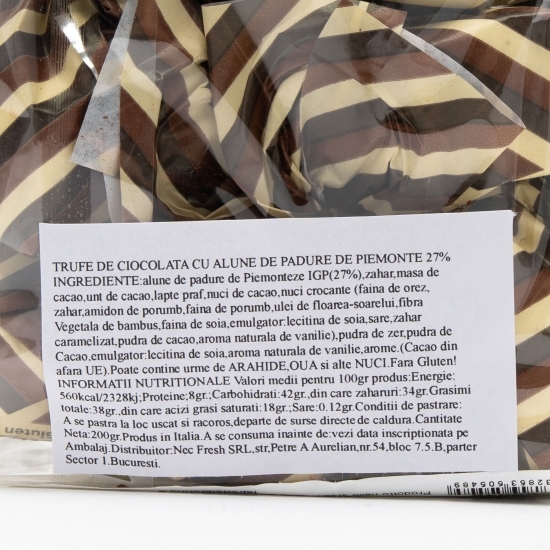 TRUFE DE CIOCOLATA CU ALUNE DE PADURE DE PIEMONTE 27%
INGREDIENTE:alune de padure de Piemonteze IGP(27%),zahar,masa de
cacao,unt de cacao,lapte praf,nuci de cacao,nuci crocante (faina de orez,
zahar,amidon de porumb,faina de porumb,ulei de floarea-soarelui,fibra
Vegetala de bambus,faina de soia,emulgator:lecitina de soia,sare,zahar
caramelizat,pudra de cacao,aroma naturala de vanilie),pudra de zer,pudra de
Cacao,emulgator:lecitina de soia,aroma naturala de vanilie,arome.(Cacao din
afara UE).Poate contine urme de ARAHIDE,OUA si alte NUCI.Fara Gluten!
INFORMATII NUTRITIONALE Valori medii pentru 100gr produs:Energie:
560kcal/2328kj;Proteine;8gr.;Carbohidrati:42gr.,din care zaharuri:34gr.Grasimi
totale:38gr.,din care acizi grasi saturati:18gr.;Sare:0.12gr.Conditii de pastrare:
A se pastra la loc uscat si racoros,departe de surse directe de caldura.Cantitate
Neta:200gr.Produs in Italia.A se consuma inainte de:vezi data inscriptionata pe
Ambalaj.Distribuitor:Nec Fresh SRL,str,Petre A Aurelian,nr.54,bloc 7.5.B,parter
Sector 1.Bucuresti.
gluten
32853 505489